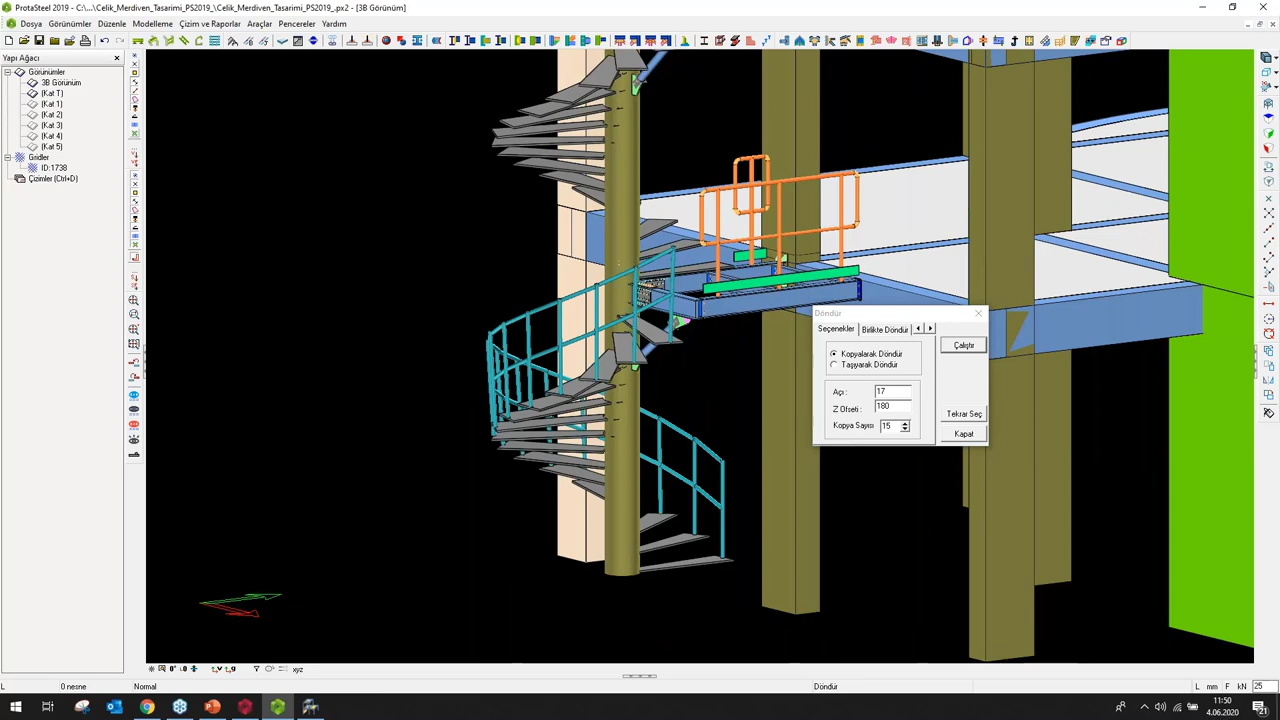 ProtaSteel 2019 - C:\...\Celik_Merdiven_Tasarimi_PS2019_\Celik_Merdiven_Tasarimi_PS2019_.px2* - [3B Görünüm]
Dosya Görünümler Düzenle Modelleme Çizim ve Raporlar Araçlar Pencereler Yardım
Yapı Ağacı
Görünümler
3B Görünüm
(Kat T)
(Kat 1)
(Kat 2)
(Kat 3)
(Kat 4)
(Kat 5)
Gridler
ID:1738
Çizimler (Ctrl+D)
Döndür
Seçenekler Birlikte Döndür
Çalıştır
Kopyalarak Döndür
Taşıyarak Döndür
Açı : 17
Z Ofseti : 180
Kopya Sayısı 15
Tekrar Seç
Kapat
xyz
L 0 nesne Normal Döndür L mm F kN 25
11:50
4.06.2020
21